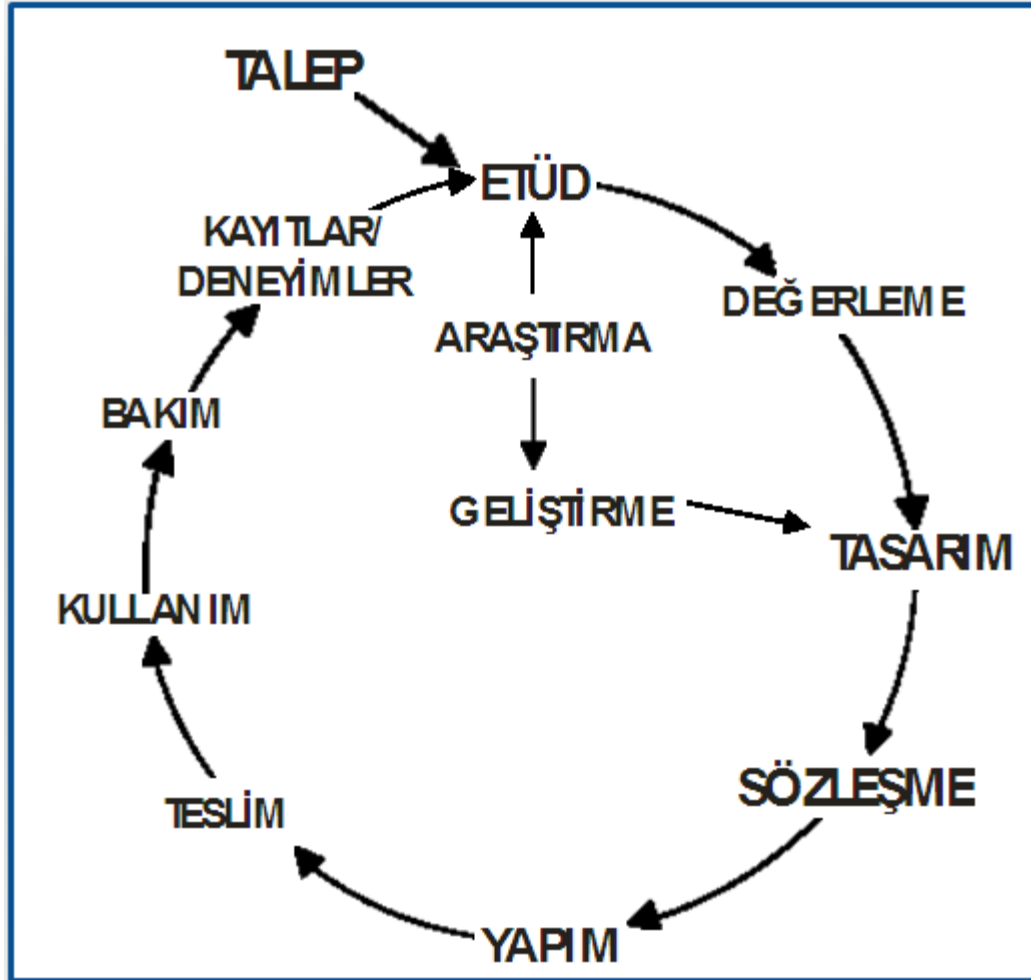 TALEP
ETÜD
KAYITLAR/
DENEYİMLER
DEĞERLEME
ARAŞTIRMA
BAKIM
GELİŞTİRME
TASARIM
KULLANIM
SÖZLEŞME
TESLİM
YAPIM